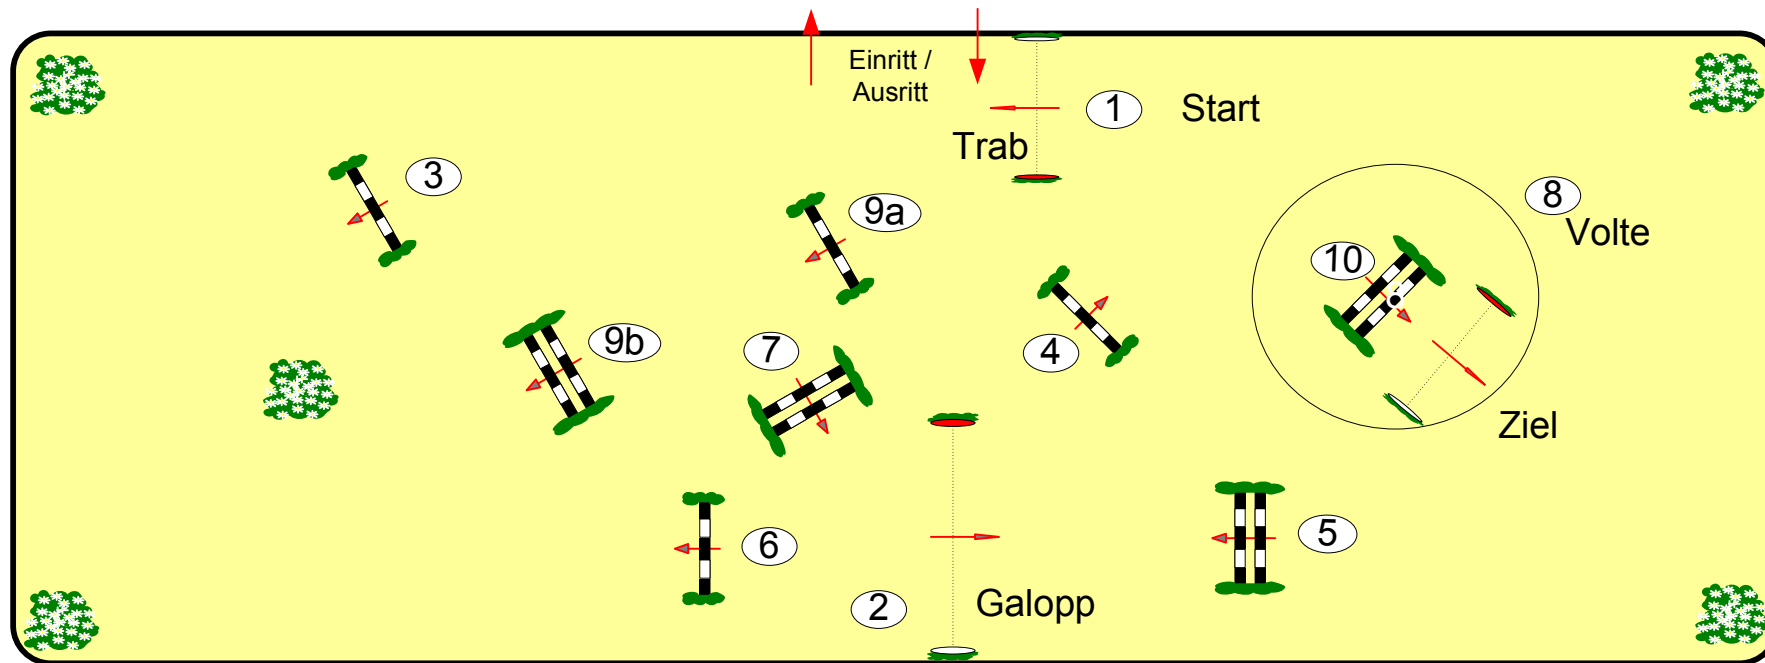 Einritt /
Ausritt
1 Start
Trab
3
9a
8
Volte
10
9b
7
4
Ziel
6
5
2
Galopp